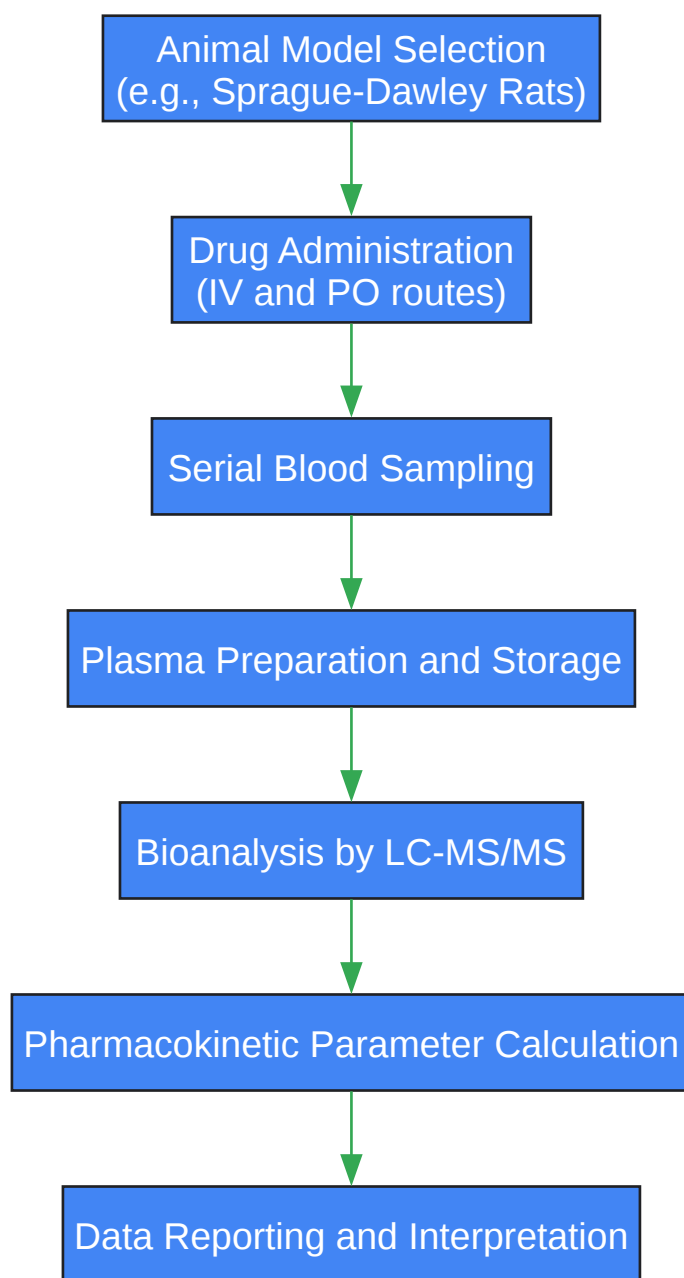 Animal Model Selection
(e.g., Sprague-Dawley Rats)
Drug Administration
(IV and PO routes)
Serial Blood Sampling
Plasma Preparation and Storage
Bioanalysis by LC-MS/MS
Pharmacokinetic Parameter Calculation
Data Reporting and Interpretation